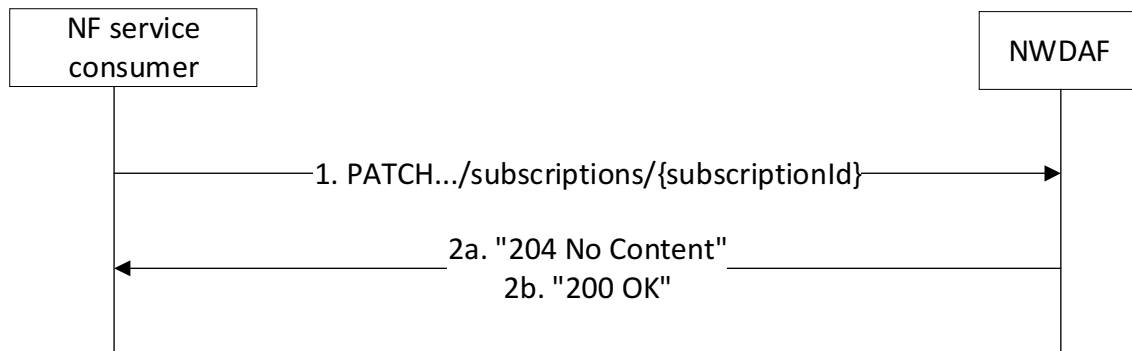 NF service
consumer
NWDAF
1. PATCH.../subscriptions/{subscriptionId}
2a. "204 No Content"
2b. "200 OK"